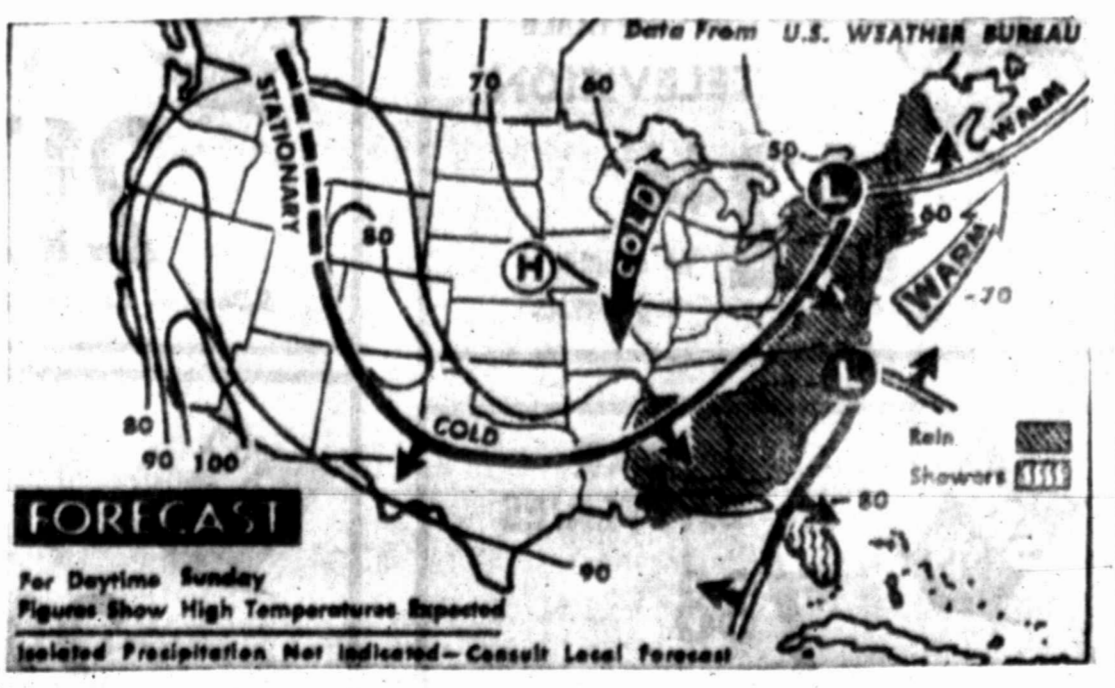 Data From U.S. WEATHER BUREAU
70
60
STATIONARY
WARM
50
L
COLD
60
80
H
WARM
70
L
80
COLD
90 100
Rain
Showers
80
FORECAST
90
For Daytime Sunday
Figures Show High Temperatures Expected
Isolated Precipitation Not Indicated—Consult Local Forecast